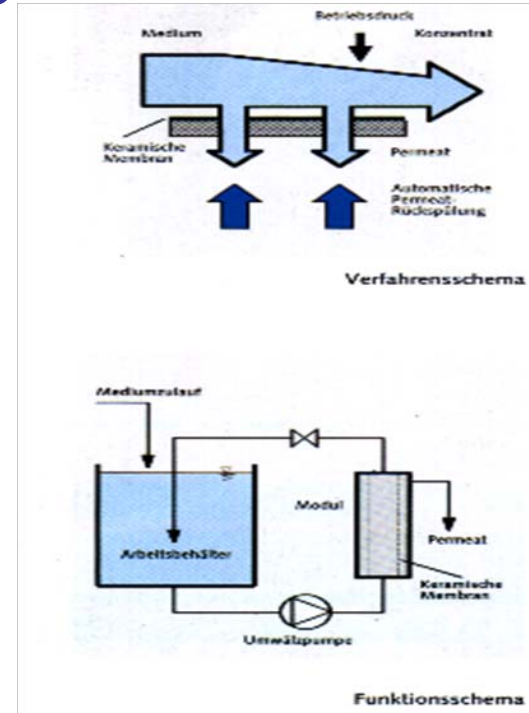 Betriebsdruck
Medium
Konzentrat
Keramische
Membran
Permeat
Automatische
Permeat-
Rückspülung
Verfahrensschema
Mediumzulauf
Modul
Arbeitsbehälter
Permeat
Keramische
Membran
Umwälzpumpe
Funktionsschema